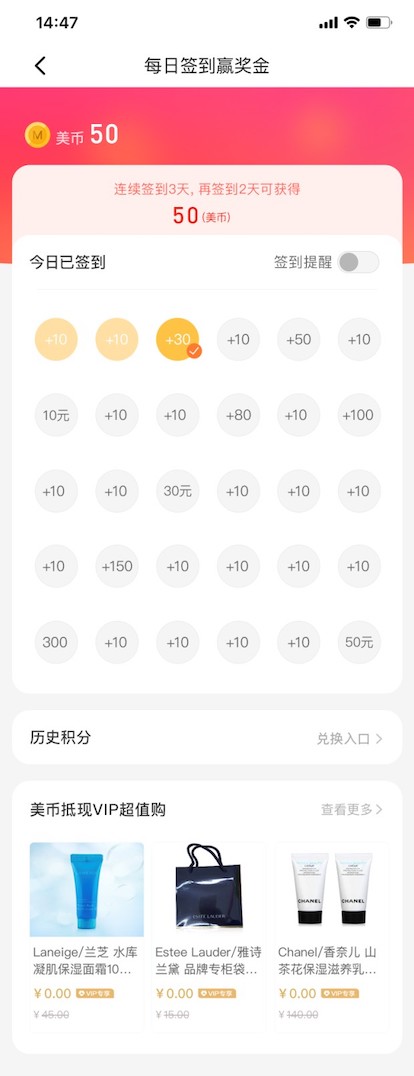 14:47
每日签到赢奖金
M 美币 50
连续签到3天, 再签到2天可获得
50(美币)
今日已签到 签到提醒
+10 +10 +30 +10 +50 +10
10元 +10 +10 +80 +10 +100
+10 +10 30元 +10 +10 +10
+10 +150 +10 +10 +10 +10
300 +10 +10 +10 +10 50元
历史积分 兑换入口
美币抵现VIP超值购 查看更多
ESTEE LAUDER CHANEL CHANEL
Laneige/兰芝 水库 Estee Lauder/雅诗 Chanel/香奈儿 山
凝肌保湿面霜10... 兰黛 品牌专柜袋... 茶花保湿滋养乳...
¥0.00 VIP专享 ¥0.00 VIP专享 ¥0.00 VIP专享
¥ 45.00 ¥ 15.00 ¥ 140.00